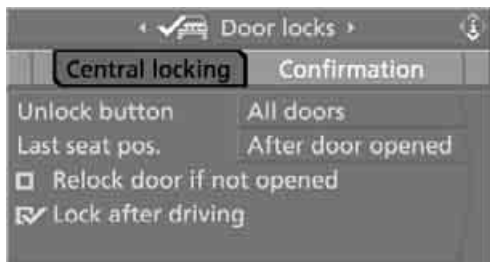 Door locks
Central locking Confirmation
Unlock button All doors
Last seat pos. After door opened
Relock door if not opened
Lock after driving